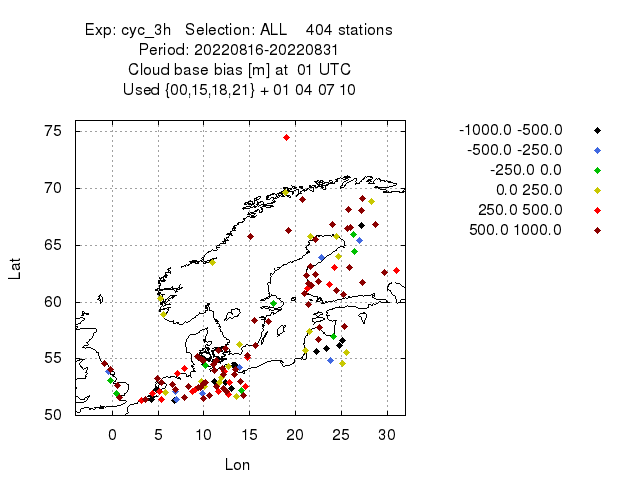 Exp: cyc_3h   Selection: ALL    404 stations
Period: 20220816-20220831
Cloud base bias [m] at  01 UTC
Used {00,15,18,21} + 01 04 07 10
-1000.0 -500.0
-500.0 -250.0
-250.0 0.0
0.0 250.0
250.0 500.0
500.0 1000.0
75
70
65
60
55
50
Lat
0 5 10 15 20 25 30
Lon